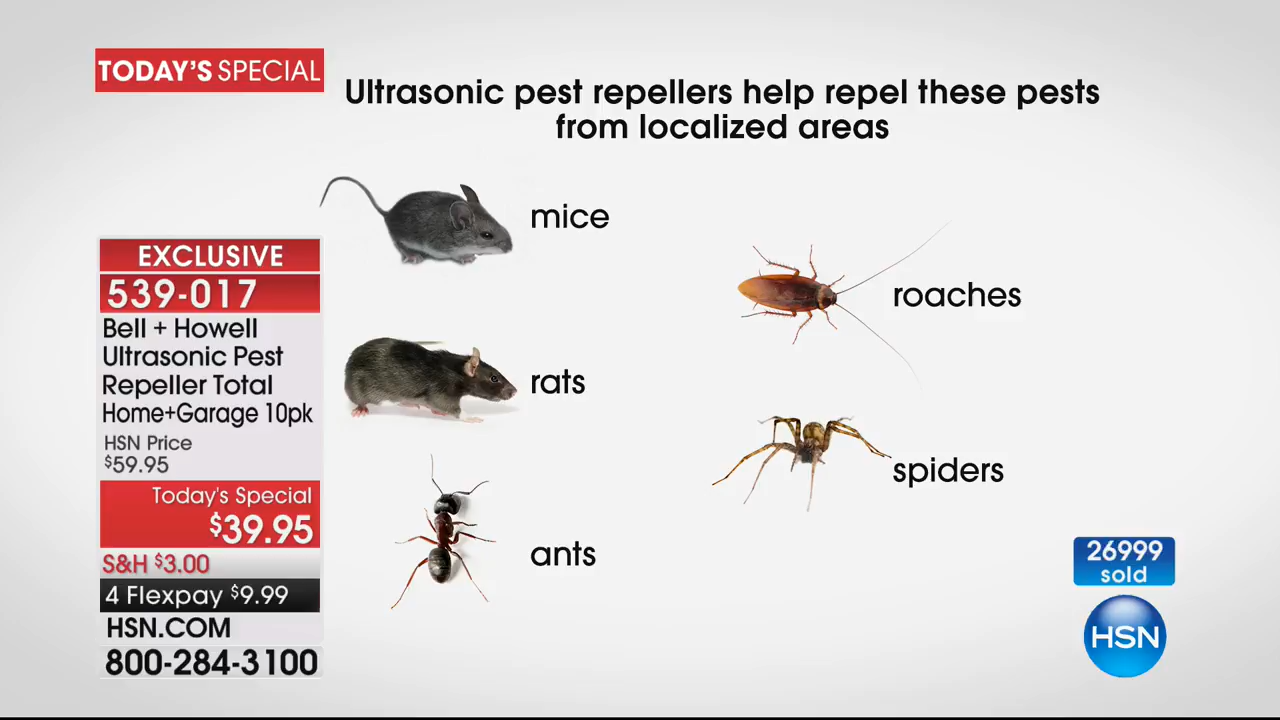 TODAY'S SPECIAL
Ultrasonic pest repellers help repel these pests
from localized areas
mice
roaches
rats
spiders
ants
EXCLUSIVE
539-017
Bell + Howell
Ultrasonic Pest
Repeller Total
Home+Garage 10pk
HSN Price
$59.95
Today's Special
$39.95
S&H $3.00
4 Flexpay $9.99
HSN.COM
800-284-3100
26999
sold
HSN